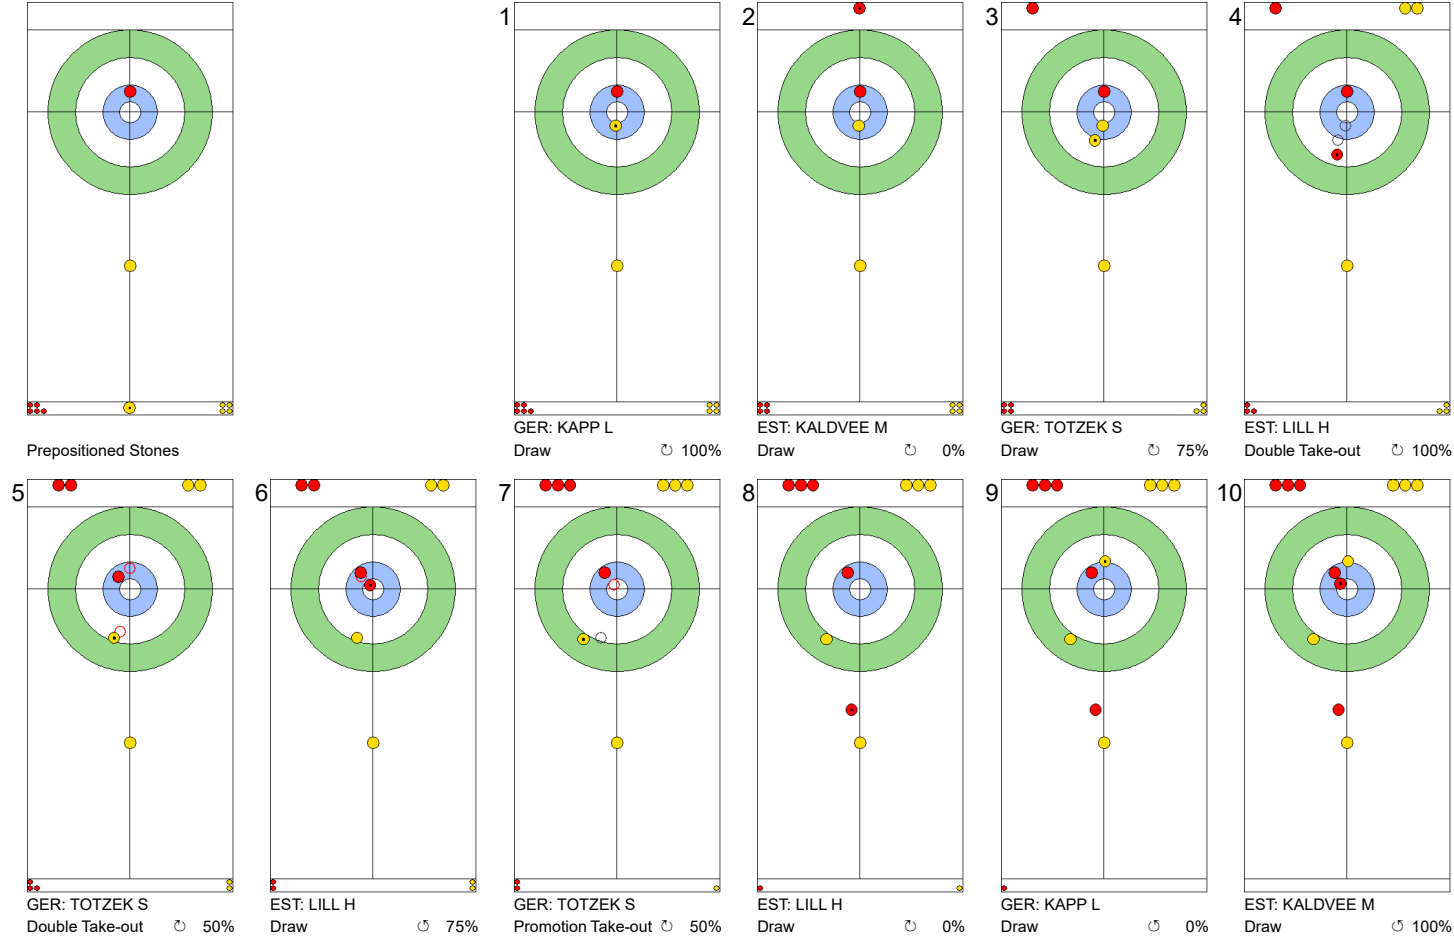 1
2
3
4
Prepositioned Stones
GER: KAPP L
Draw ↻ 100%
EST: KALDVEE M
Draw ↻ 0%
GER: TOTZEK S
Draw ↻ 75%
EST: LILL H
Double Take-out ↻ 100%
5
6
7
8
9
10
GER: TOTZEK S
Double Take-out ↻ 50%
EST: LILL H
Draw ↺ 75%
GER: TOTZEK S
Promotion Take-out ↻ 50%
EST: LILL H
Draw ↻ 0%
GER: KAPP L
Draw ↺ 0%
EST: KALDVEE M
Draw ↺ 100%